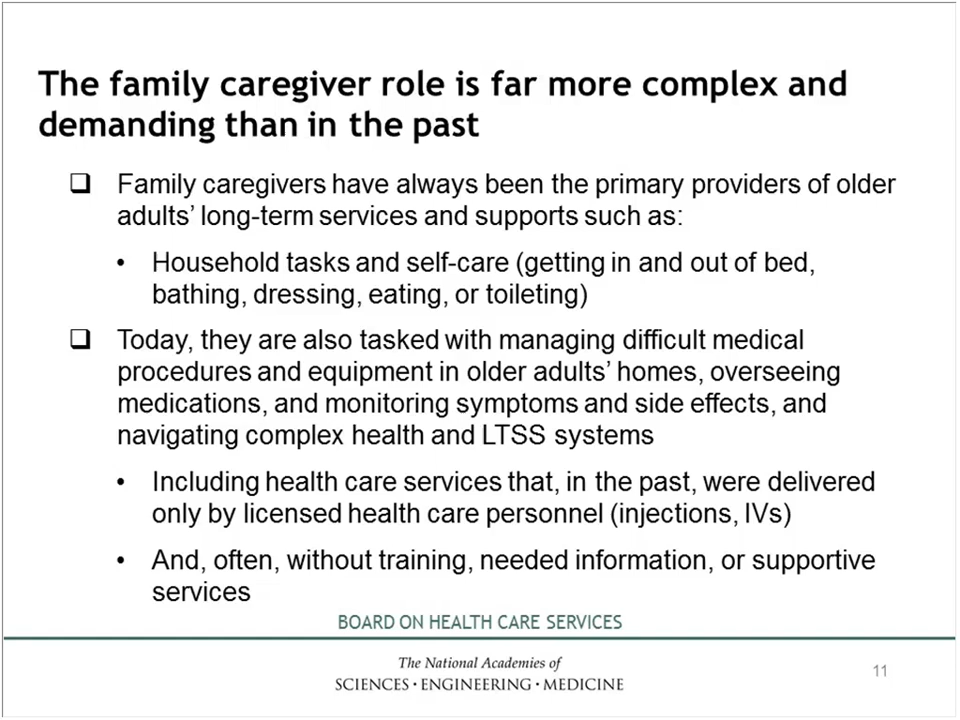 The family caregiver role is far more complex and
demanding than in the past
❑ Family caregivers have always been the primary providers of older
adults’ long-term services and supports such as:
• Household tasks and self-care (getting in and out of bed,
bathing, dressing, eating, or toileting)
❑ Today, they are also tasked with managing difficult medical
procedures and equipment in older adults’ homes, overseeing
medications, and monitoring symptoms and side effects, and
navigating complex health and LTSS systems
• Including health care services that, in the past, were delivered
only by licensed health care personnel (injections, IVs)
• And, often, without training, needed information, or supportive
services
BOARD ON HEALTH CARE SERVICES
The National Academies of
SCIENCES · ENGINEERING · MEDICINE
11